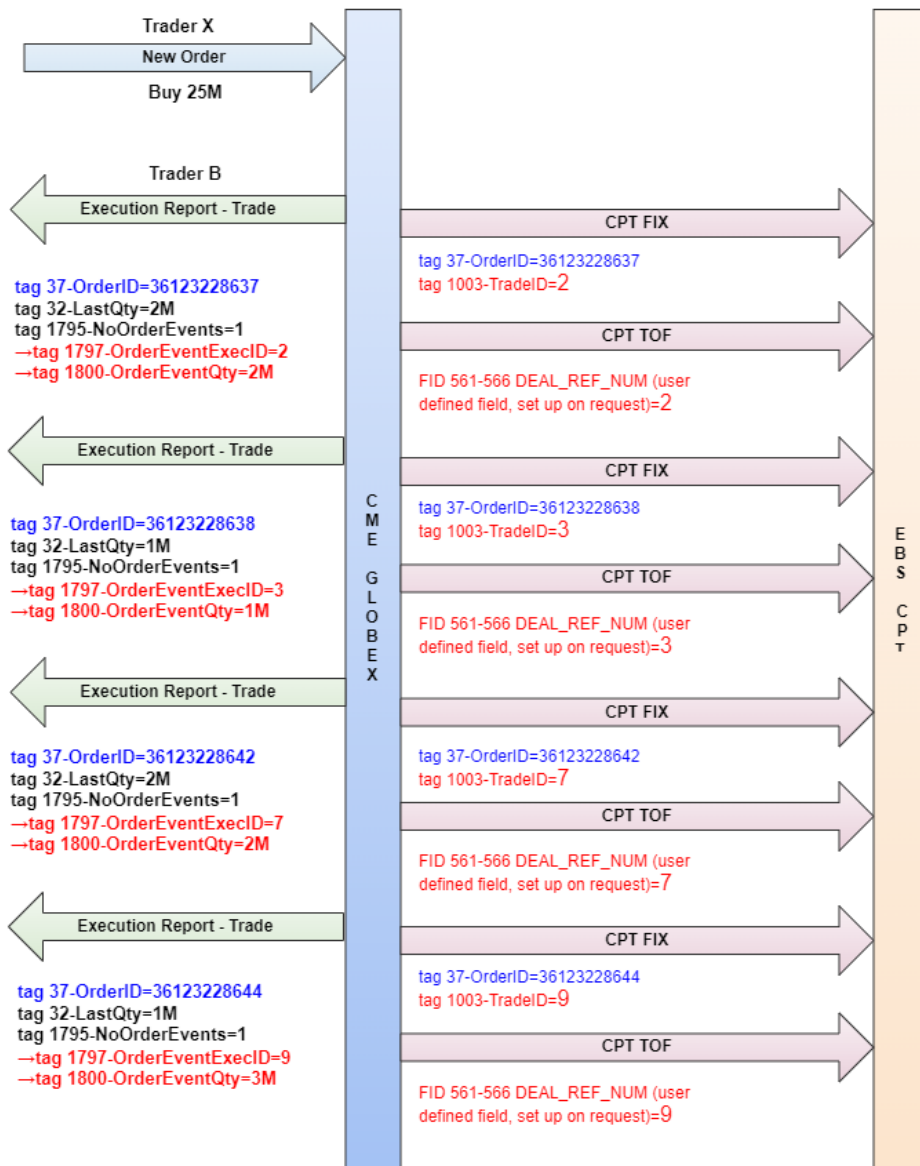 Trader X
New Order
Buy 25M
Trader B
Execution Report - Trade
CPT FIX
tag 37-OrderID=36123228637
tag 1003-TradeID=2
tag 37-OrderID=36123228637
tag 32-LastQty=2M
tag 1795-NoOrderEvents=1
→tag 1797-OrderEventExecID=2
→tag 1800-OrderEventQty=2M
CPT TOF
FID 561-566 DEAL_REF_NUM (user
defined field, set up on request)=2
Execution Report - Trade
CPT FIX
tag 37-OrderID=36123228638
tag 1003-TradeID=3
tag 37-OrderID=36123228638
tag 32-LastQty=1M
tag 1795-NoOrderEvents=1
→tag 1797-OrderEventExecID=3
→tag 1800-OrderEventQty=1M
CPT TOF
FID 561-566 DEAL_REF_NUM (user
defined field, set up on request)=3
CME GLOBEX
EBS CPT
Execution Report - Trade
CPT FIX
tag 37-OrderID=36123228642
tag 1003-TradeID=7
tag 37-OrderID=36123228642
tag 32-LastQty=2M
tag 1795-NoOrderEvents=1
→tag 1797-OrderEventExecID=7
→tag 1800-OrderEventQty=2M
CPT TOF
FID 561-566 DEAL_REF_NUM (user
defined field, set up on request)=7
Execution Report - Trade
CPT FIX
tag 37-OrderID=36123228644
tag 1003-TradeID=9
tag 37-OrderID=36123228644
tag 32-LastQty=1M
tag 1795-NoOrderEvents=1
→tag 1797-OrderEventExecID=9
→tag 1800-OrderEventQty=3M
CPT TOF
FID 561-566 DEAL_REF_NUM (user
defined field, set up on request)=9